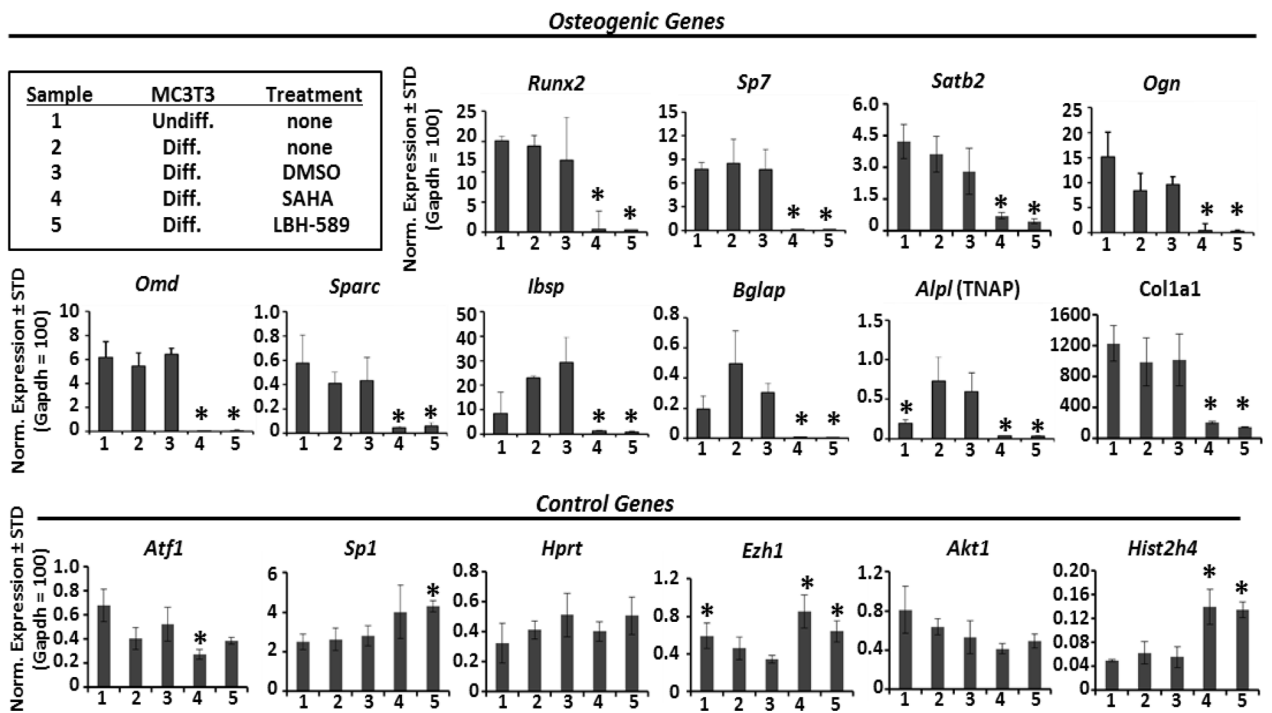 Osteogenic Genes
Sample MC3T3 Treatment
1 Undiff. none
2 Diff. none
3 Diff. DMSO
4 Diff. SAHA
5 Diff. LBH-589
Norm. Expression ± STD
(Gapdh = 100)
Runx2
25
20
15
25
5
0
* *
1 2 3 4 5
Sp7
15
12
9
6
3
0
* *
1 2 3 4 5
Satb2
6.0
4.5
3.0
1.5
0
* *
1 2 3 4 5
Ogn
25
20
15
10
5
0
* *
1 2 3 4 5
Norm. Expression ± STD
(Gapdh = 100)
Omd
10
8
6
4
2
0
* *
1 2 3 4 5
Sparc
1.0
0.8
0.6
0.4
0.2
0.0
* *
1 2 3 4 5
Ibsp
50
40
30
20
10
0
* *
1 2 3 4 5
Bglap
0.8
0.6
0.4
0.2
0
* *
1 2 3 4 5
Alpl (TNAP)
1.5
1.0
0.5
0
* * *
1 2 3 4 5
Col1a1
1600
1200
800
400
0
* *
1 2 3 4 5
Control Genes
Norm. Expression ± STD
(Gapdh = 100)
Atf1
1.0
0.8
0.6
0.4
0.2
0
*
1 2 3 4 5
Sp1
6
4
2
0
*
1 2 3 4 5
Hprt
0.8
0.6
0.4
0.2
0
1 2 3 4 5
Ezh1
1.2
0.8
0.4
0
* * *
1 2 3 4 5
Akt1
1.2
0.8
0.4
0
1 2 3 4 5
Hist2h4
0.20
0.16
0.12
0.08
0.04
0
* *
1 2 3 4 5